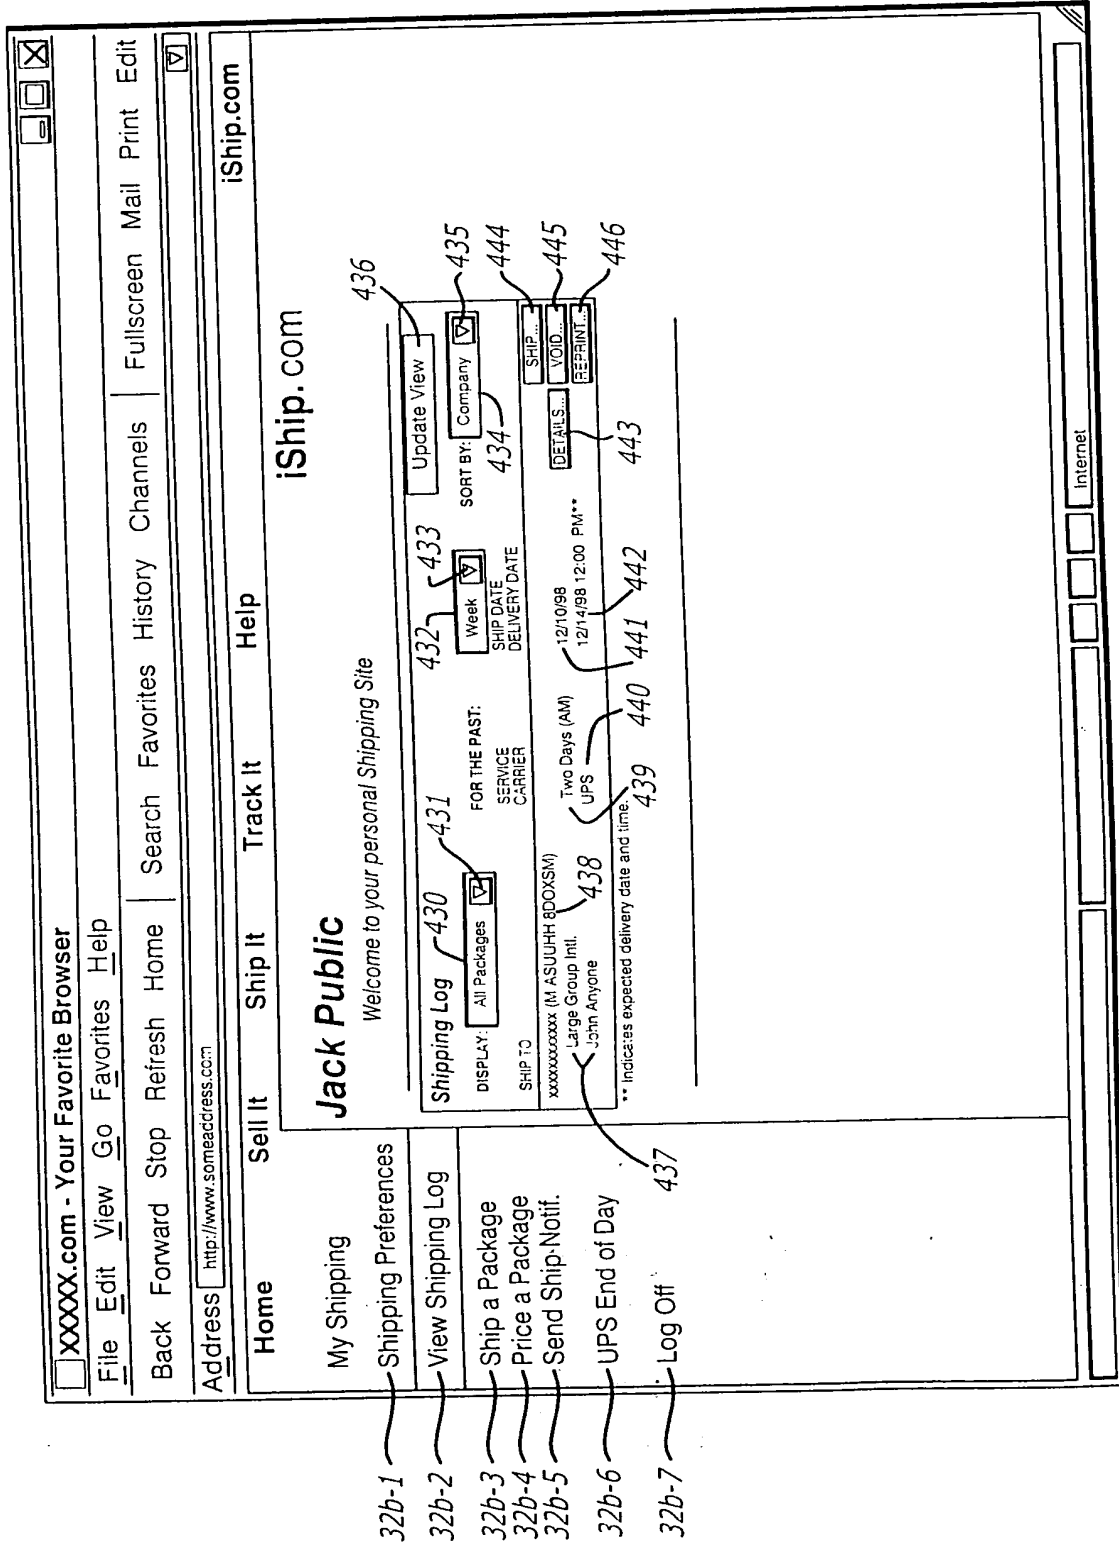 XXXXX.com - Your Favorite Browser
File Edit View Go Favorites Help
Back Forward Stop Refresh Home Search Favorites History Channels Fullscreen Mail Print Edit
Address http://www.someaddress.com
Home Sell It Ship It Track It Help iShip.com
iShip.com
My Shipping
Jack Public
32b-1 Shipping Preferences
Welcome to your personal Shipping Site
32b-2 View Shipping Log
436
Shipping Log 430 431 432 433 Update View 435
DISPLAY: All Packages FOR THE PAST: Week SORT BY: Company
434 444
SHIP TO SERVICE SHIP DATE
CARRIER DELIVERY DATE
32b-3 Ship a Package
32b-4 Price a Package
32b-5 Send Ship-Notif.
xxxxxxxxxxxx (M ASUUHH 8DOXSM) SHIP...
Large Group Intl. Two Days (AM) 12/10/98 DETAILS... VOID... 445
John Anyone UPS 12/14/98 12:00 PM** REPRINT... 446
438 443
32b-6 UPS End of Day
** Indicates expected delivery date and time.
437 439 440 441 442
32b-7 Log Off
Internet